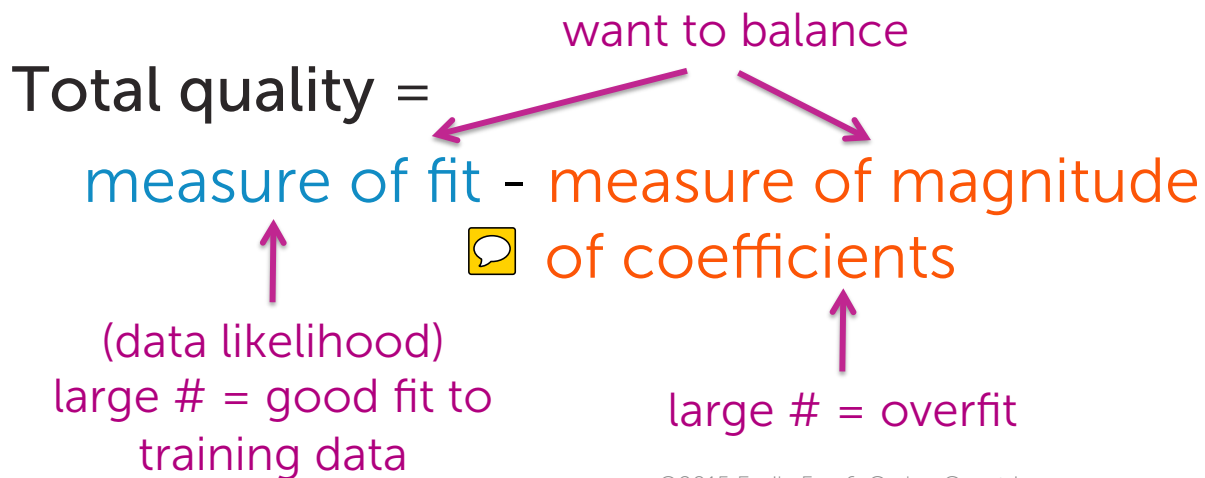 want to balance
Total quality =
measure of fit - measure of magnitude
of coefficients
(data likelihood)
large # = good fit to
training data
large # = overfit